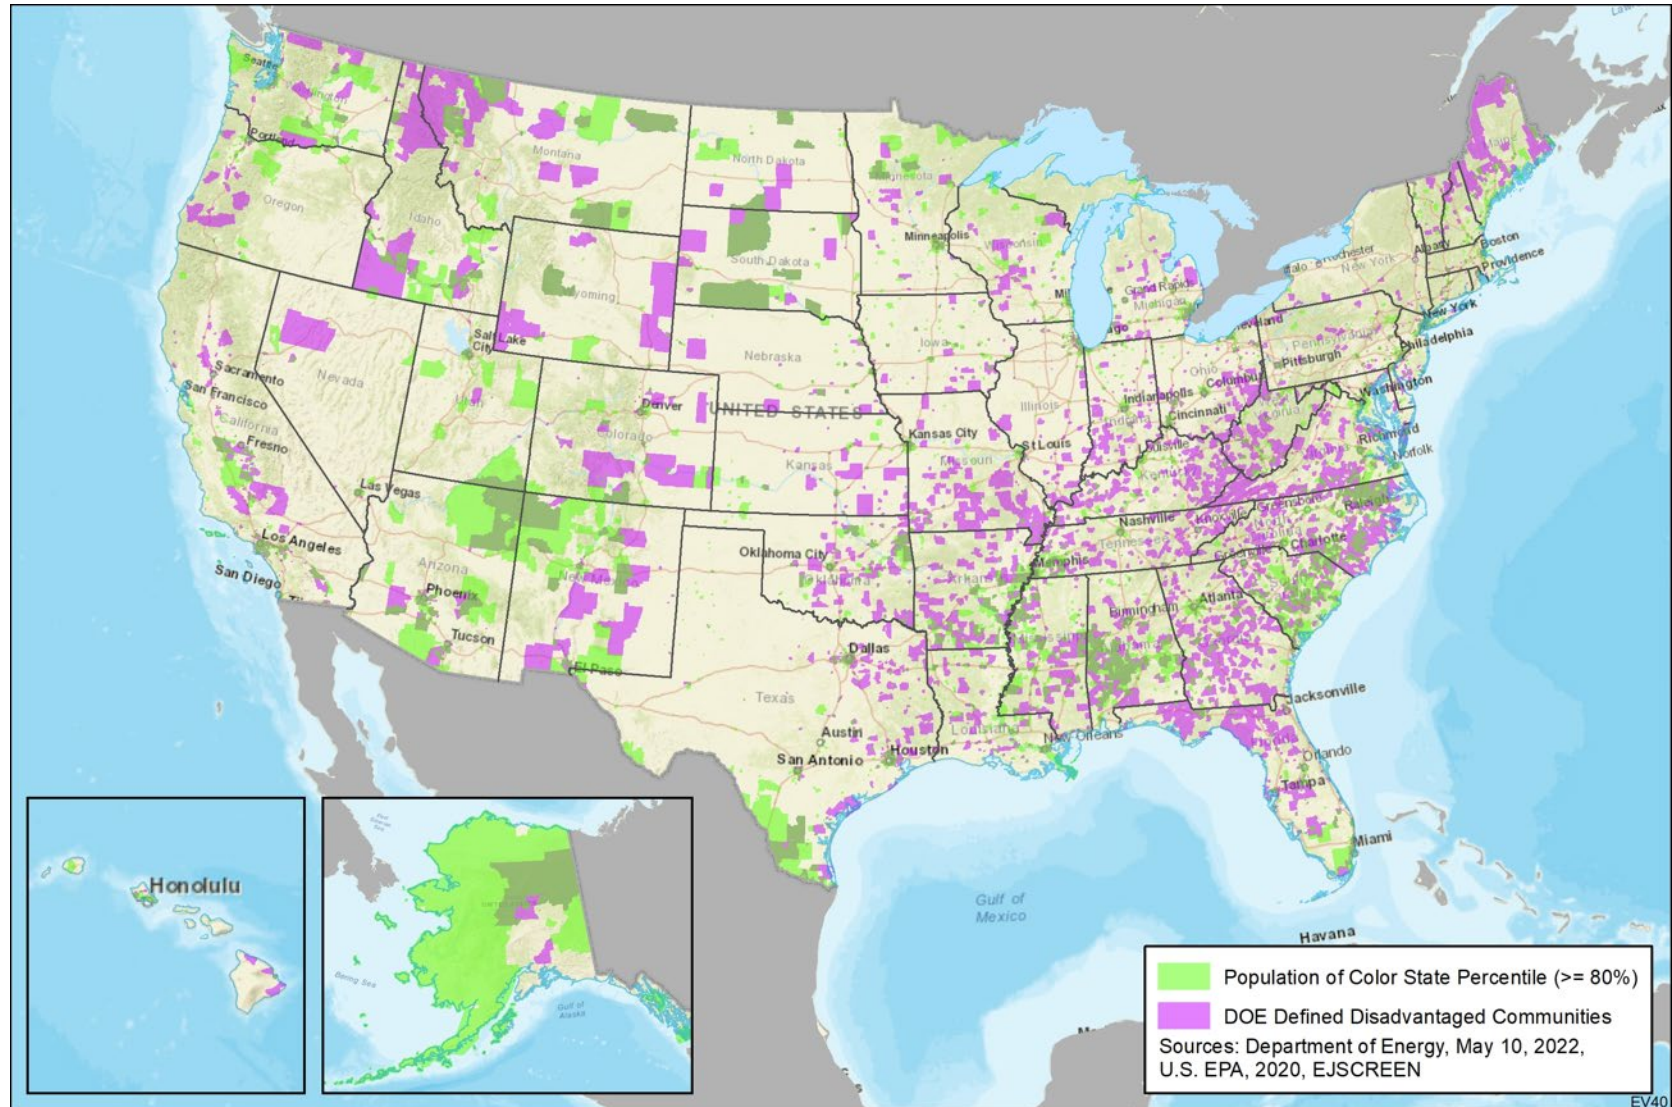 Seattle
Washington
Portland
Oregon
Idaho
Montana
North Dakota
Minnesota
Minneapolis
Wisconsin
South Dakota
Wyoming
Salt Lake
City
Nevada
Utah
Sacramento
San Francisco
California
Fresno
Las Vegas
Los Angeles
San Diego
Arizona
Phoenix
Tucson
New Mexico
El Paso
Denver
Colorado
Nebraska
UNITED STATES
Kansas
Kansas City
Iowa
Illinois
St Louis
Missouri
Oklahoma City
Oklahoma
Arkansas
Dallas
Texas
Austin
San Antonio
Houston
Louisiana
New Orleans
Mississippi
Memphis
Nashville
Tennessee
Knoxville
Kentucky
Indianapolis
Cincinnati
Columbus
Ohio
Grand Rapids
Michigan
Cleveland
Pennsylvania
Pittsburgh
New York
Albany
Boston
Providence
Maine
New York
Philadelphia
Washington
Richmond
Norfolk
Greensboro
Raleigh
Charlotte
Greenville
Atlanta
Birmingham
Jacksonville
Orlando
Tampa
Miami
Gulf of
Mexico
Havana
Honolulu
Bering Sea
Gulf of
Alaska
Population of Color State Percentile (>= 80%)
DOE Defined Disadvantaged Communities
Sources: Department of Energy, May 10, 2022,
U.S. EPA, 2020, EJSCREEN
EV40